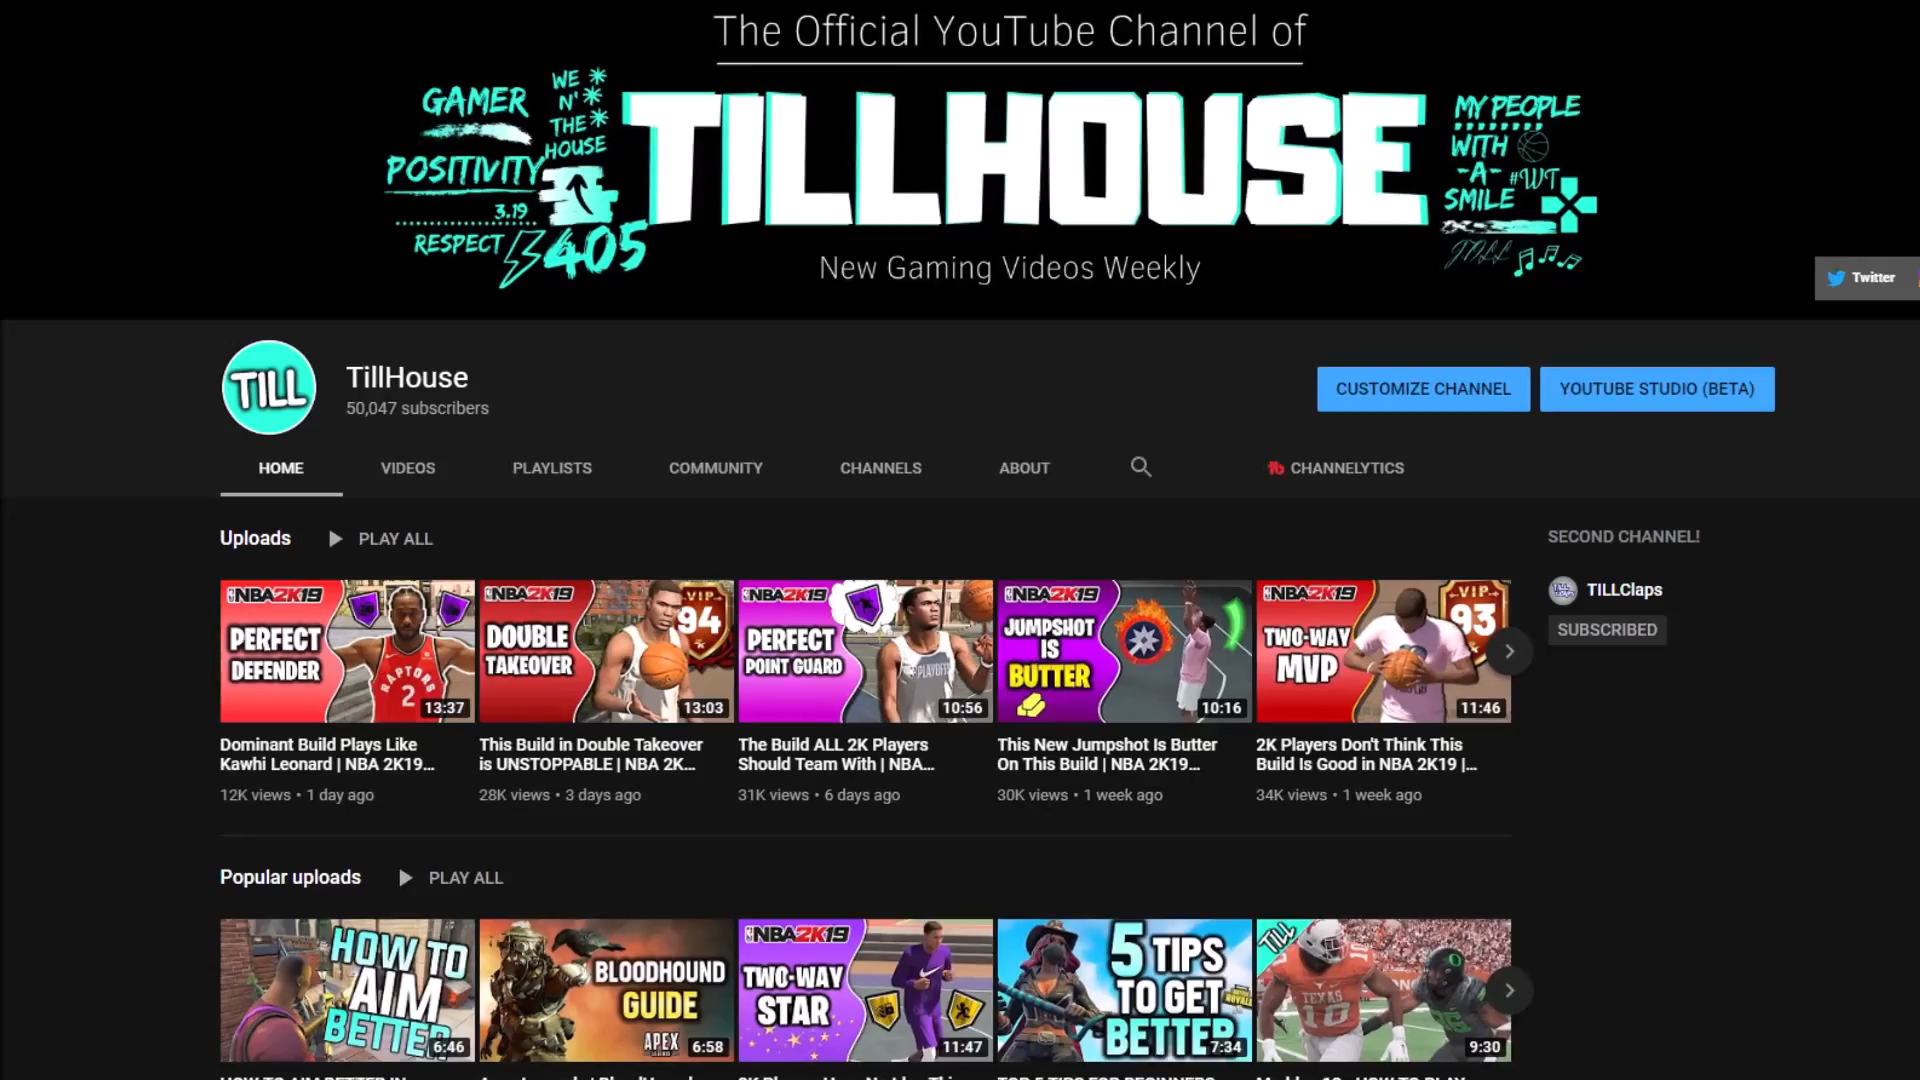 The Official YouTube Channel of
GAMER
POSITIVITY
3.19
RESPECT
WE
N'
THE
HOUSE
405
TILLHOUSE
New Gaming Videos Weekly
MY PEOPLE
WITH
-A-
SMILE
#WT
TILL
Twitter
TILL
TillHouse
50,047 subscribers
CUSTOMIZE CHANNEL
YOUTUBE STUDIO (BETA)
HOME
VIDEOS
PLAYLISTS
COMMUNITY
CHANNELS
ABOUT
CHANNELYTICS
Uploads
PLAY ALL
SECOND CHANNEL!
TILLClaps
SUBSCRIBED
NBA2K19
PERFECT
DEFENDER
RAPTORS
2
13:37
NBA2K19
DOUBLE
TAKEOVER
VIP
94
13:03
NBA2K19
PERFECT
POINT GUARD
10:56
NBA2K19
JUMPSHOT
IS
BUTTER
10:16
NBA2K19
TWO-WAY
MVP
VIP
93
11:46
Dominant Build Plays Like
Kawhi Leonard | NBA 2K19...
12K views • 1 day ago
This Build in Double Takeover
is UNSTOPPABLE | NBA 2K...
28K views • 3 days ago
The Build ALL 2K Players
Should Team With | NBA...
31K views • 6 days ago
This New Jumpshot Is Butter
On This Build | NBA 2K19...
30K views • 1 week ago
2K Players Don't Think This
Build Is Good in NBA 2K19 |...
34K views • 1 week ago
Popular uploads
PLAY ALL
HOW TO
AIM
BETTER
6:46
BLOODHOUND
GUIDE
APEX
6:58
NBA2K19
TWO-WAY
STAR
11:47
5 TIPS
TO GET
BETTER
7:34
TILL
TEXAS
10
9:30
HOW TO AIM BETTER IN